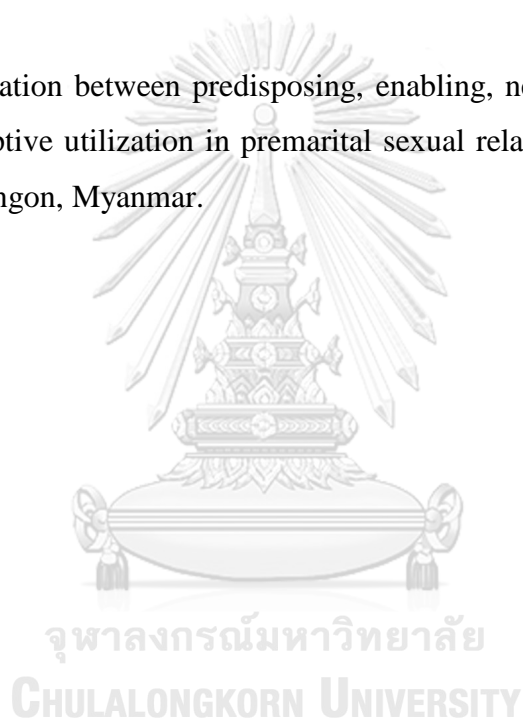 ation between predisposing, enabling, ne
ptive utilization in premarital sexual rela
ngon, Myanmar.
จุฬาลงกรณ์มหาวิทยาลัย
CHULALONGKORN UNIVERSITY